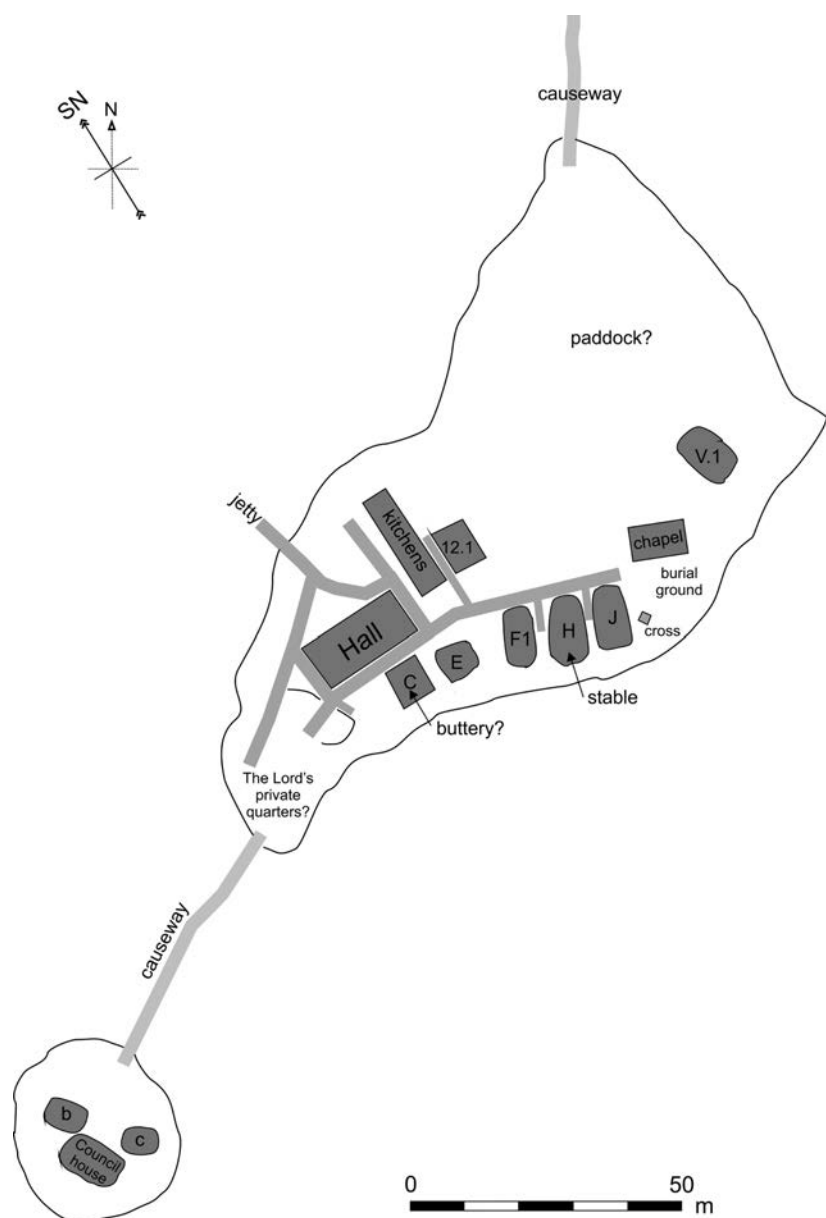 causeway
SN
N
paddock?
V.1
jetty
kitchens
12.1
chapel
burial
ground
cross
Hall
C
E
F1
H
J
buttery?
stable
The Lord's
private
quarters?
causeway
b
c
Council
house
0
50
m